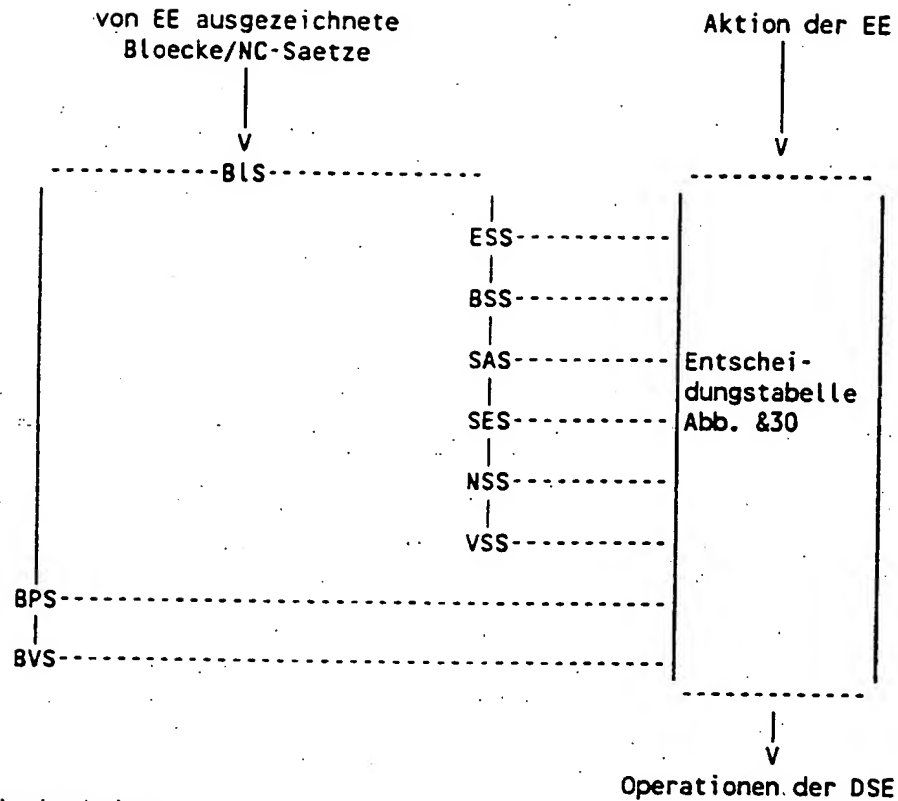 von EE ausgezeichnete
Bloecke/NC-Saetze
Aktion der EE
V
V
BlS
ESS
BSS
SAS
Entschei-
dungstabelle
SES
Abb. &30
NSS
VSS
BPS
BVS
V
Operationen der DSE